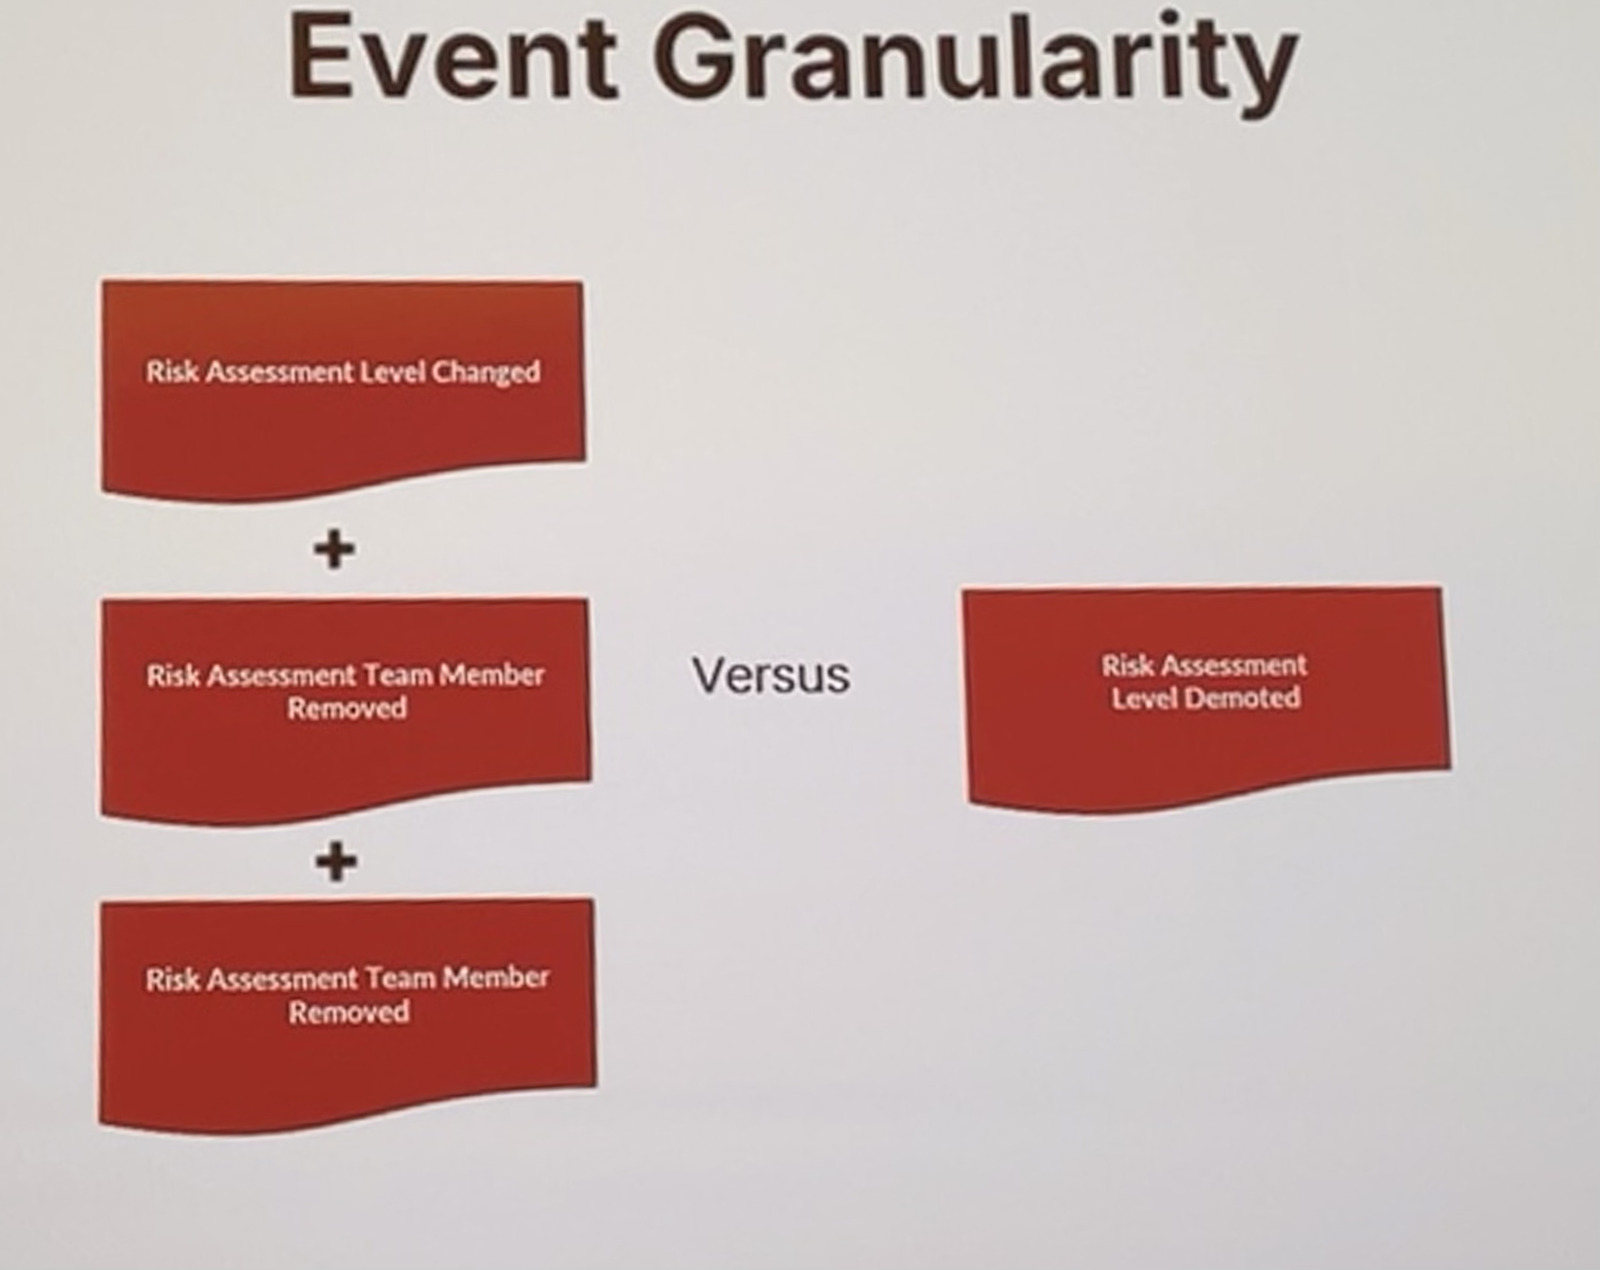 Event Granularity
Risk Assessment Level Changed
+
Risk Assessment Team Member
Removed
+
Risk Assessment Team Member
Removed
Versus
Risk Assessment
Level Demoted